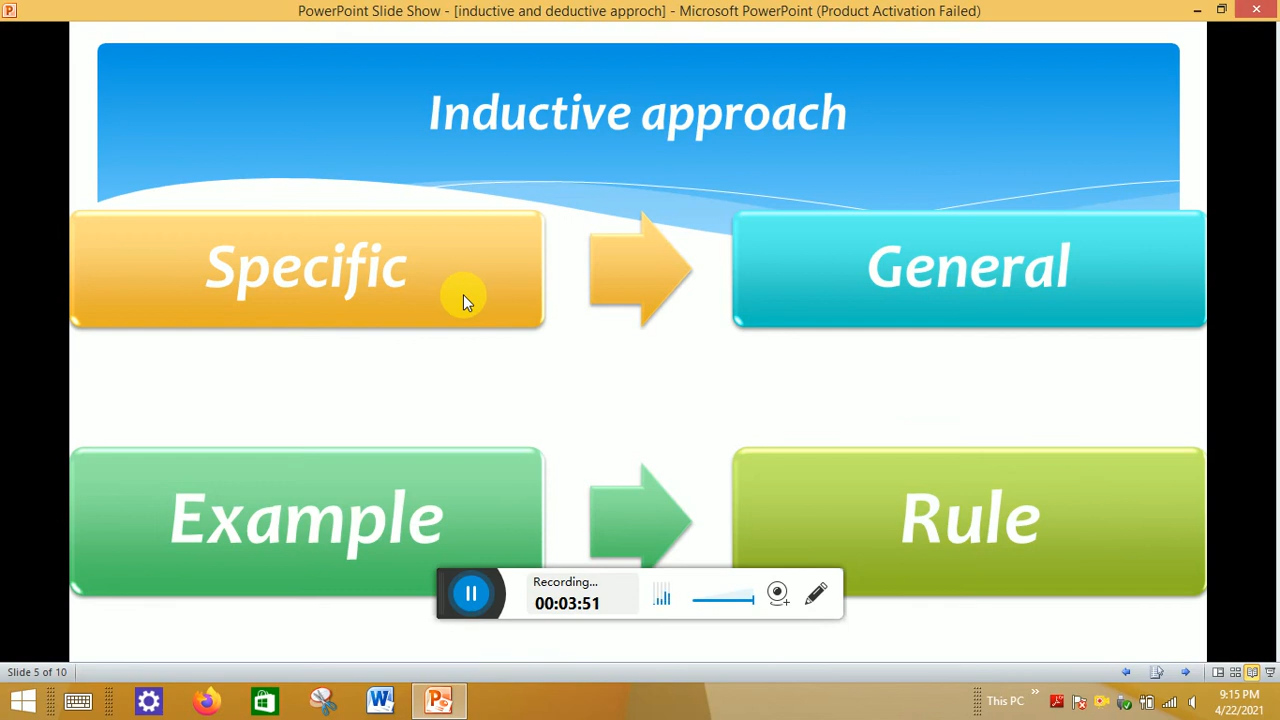 PowerPoint Slide Show - [inductive and deductive approch] - Microsoft PowerPoint (Product Activation Failed)
Inductive approach
Specific
General
Example
Rule
Recording...
00:03:51
Slide 5 of 10
This PC
9:15 PM
4/22/2021